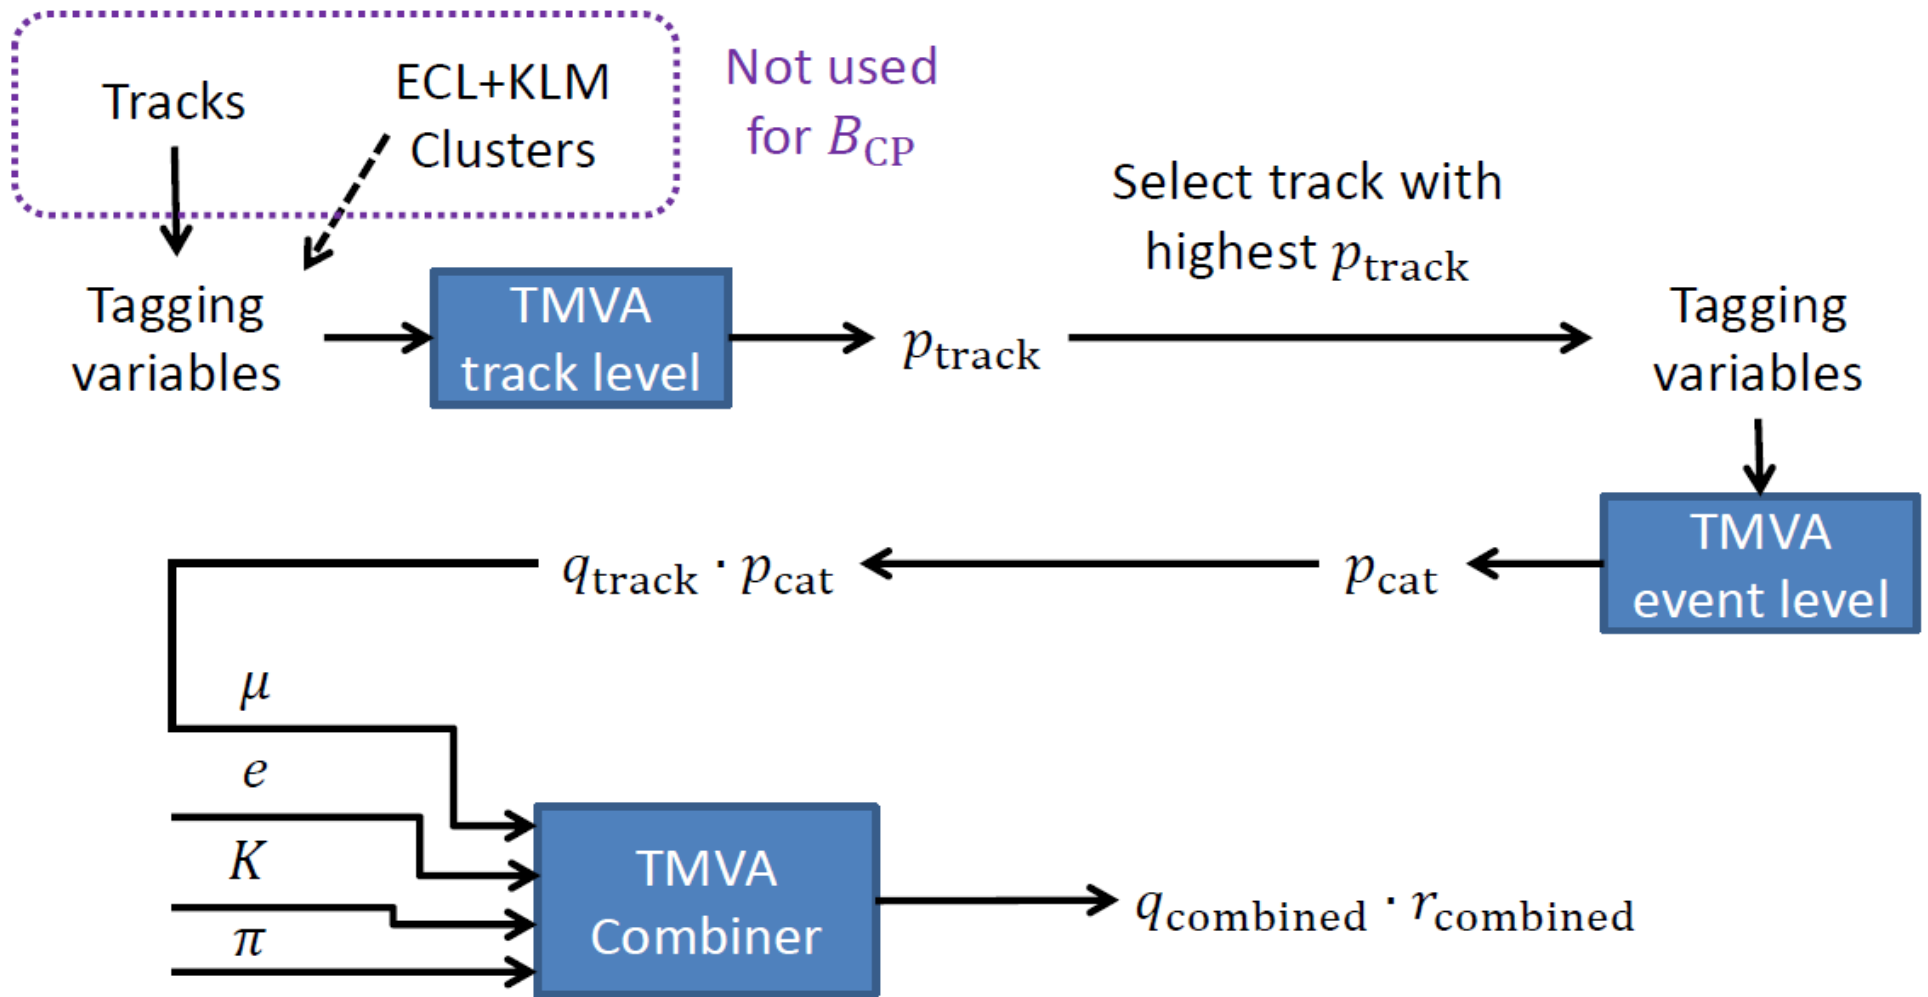 Tracks
ECL+KLM
Clusters
Not used
for B_CP
Select track with
highest p_track
Tagging
variables
TMVA
track level
p_track
Tagging
variables
q_track · p_cat
p_cat
TMVA
event level
μ
e
K
π
TMVA
Combiner
q_combined · r_combined